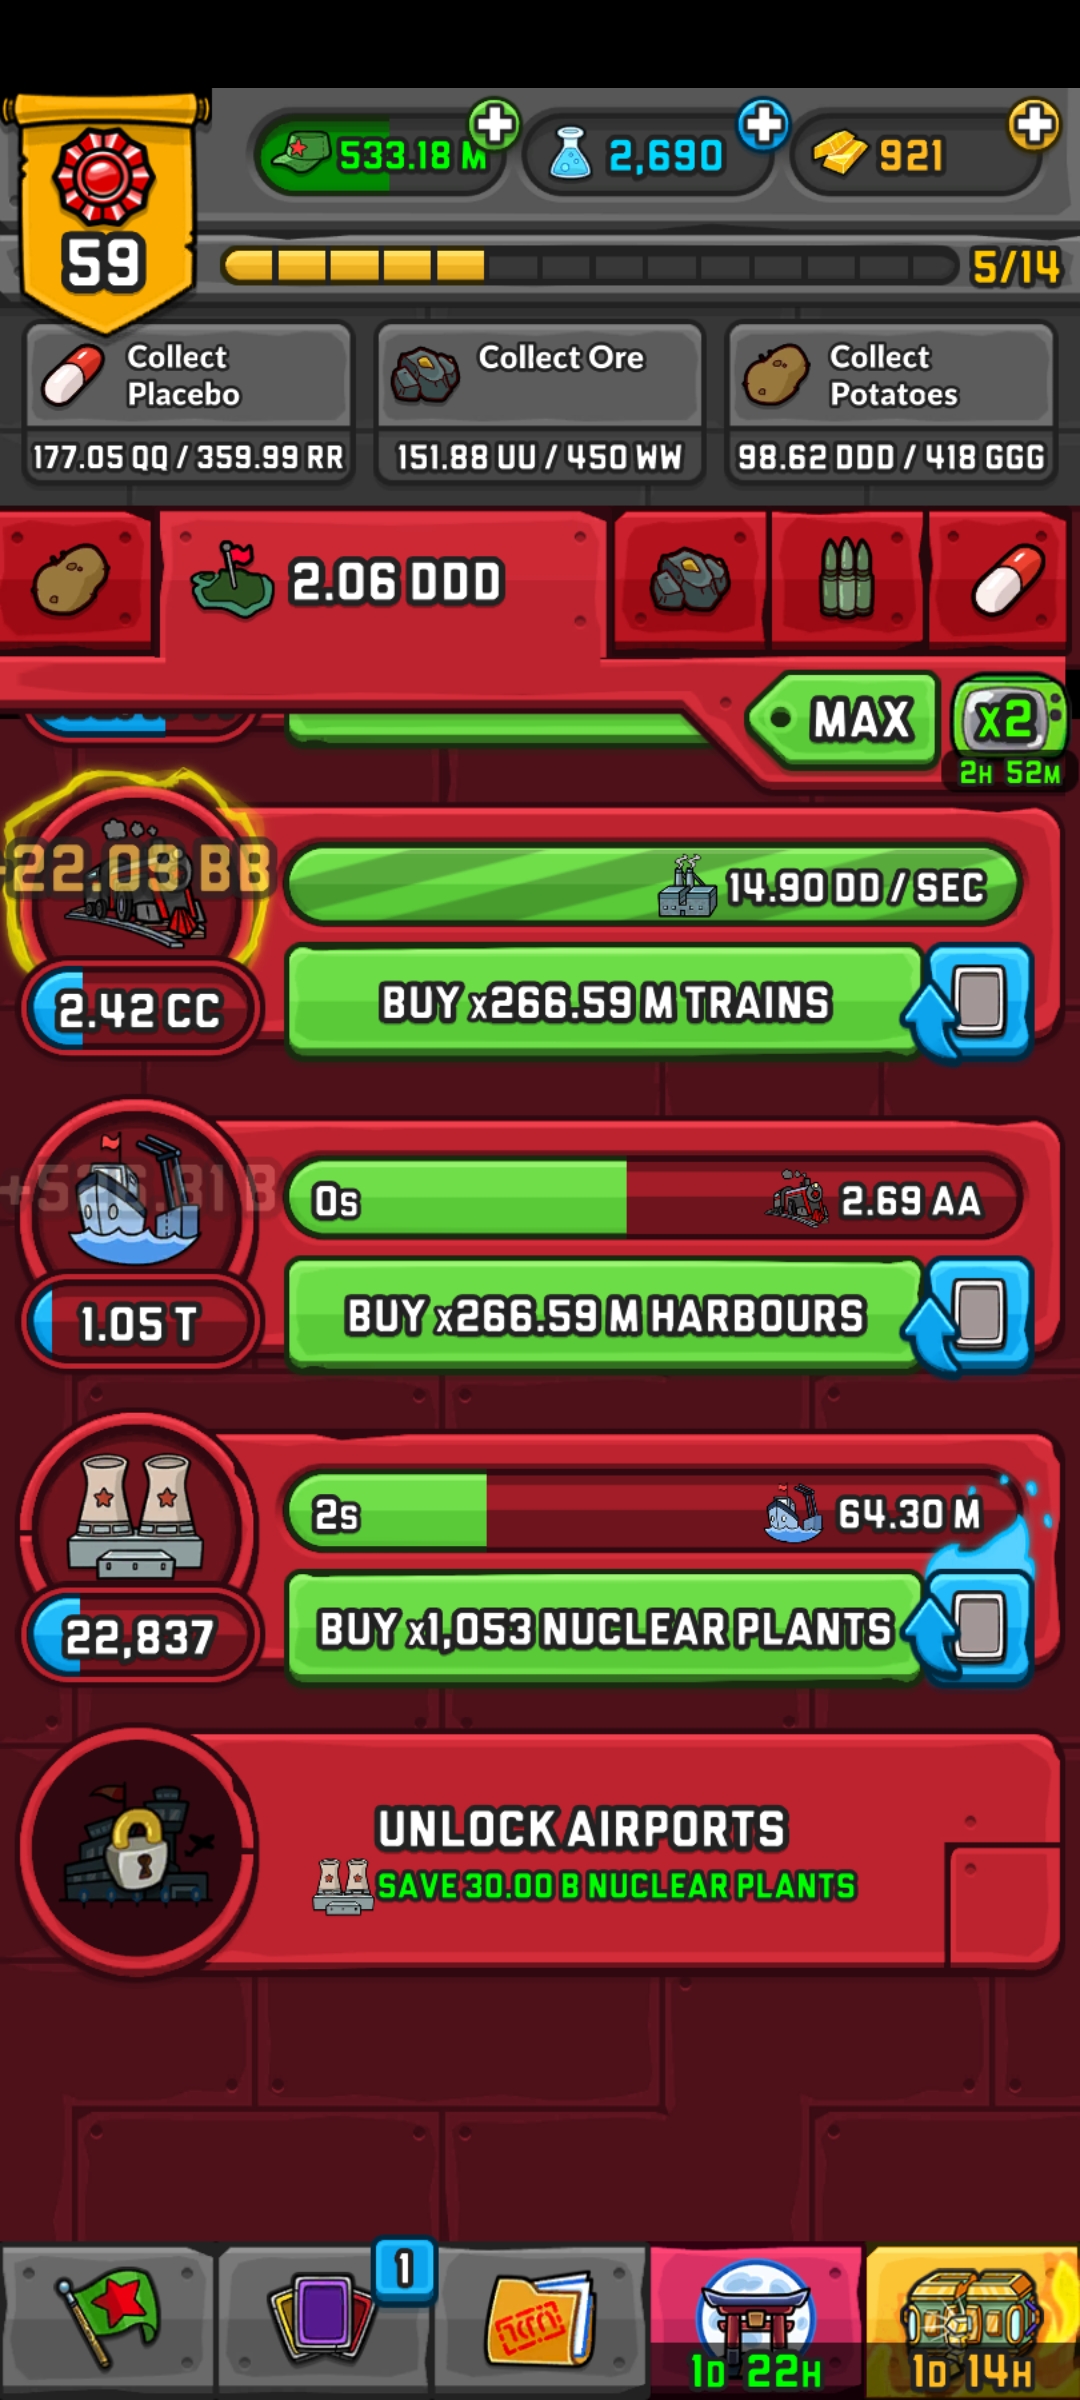 533.18 M
2,690
921
59
5/14
Collect
Placebo
177.05 QQ / 359.99 RR
Collect Ore
151.88 UU / 450 WW
Collect
Potatoes
98.62 DDD / 418 GGG
2.06 DDD
MAX
x2
2H 52M
22.09 BB
14.90 DD / SEC
2.42 CC
BUY x266.59 M TRAINS
0s
2.69 AA
1.05 T
BUY x266.59 M HARBOURS
2s
64.30 M
22,837
BUY x1,053 NUCLEAR PLANTS
UNLOCK AIRPORTS
SAVE 30.00 B NUCLEAR PLANTS
1
1D 22H
1D 14H